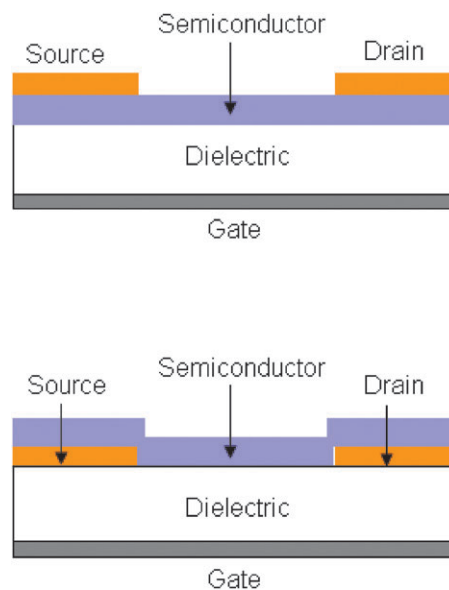 Semiconductor
Source
Drain
Dielectric
Gate
Semiconductor
Source
Drain
Dielectric
Gate